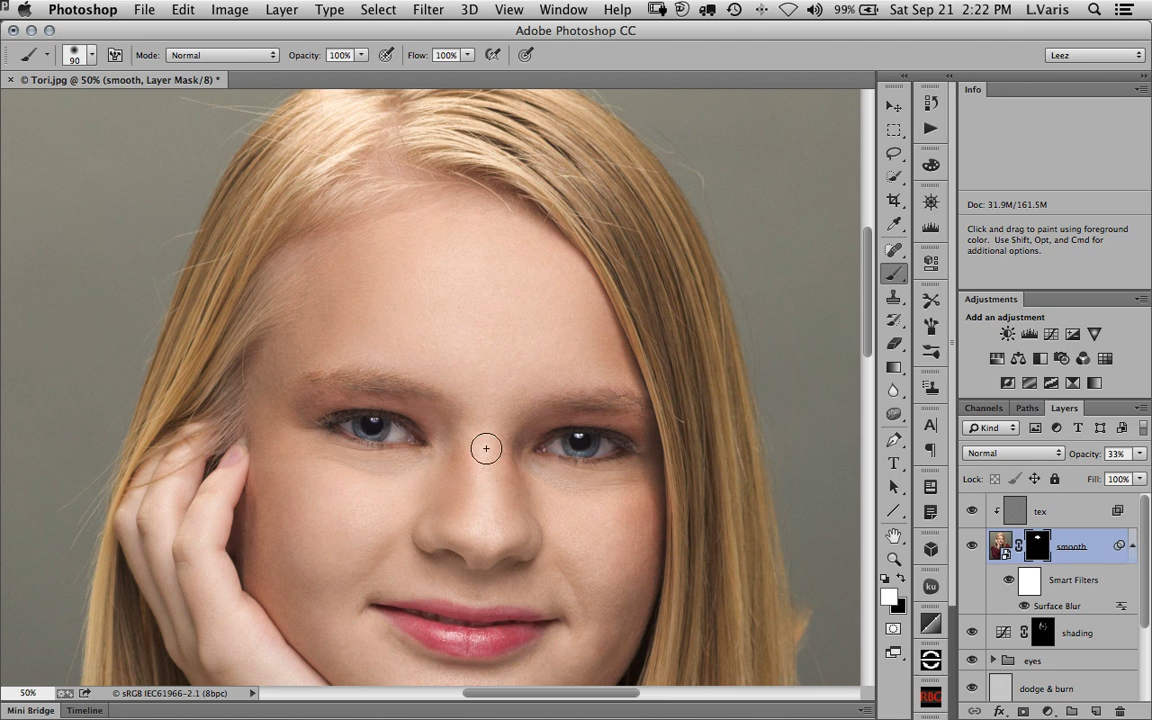 Photoshop File Edit Image Layer Type Select Filter 3D View Window Help 99% Sat Sep 21 2:22 PM L.Varis
Adobe Photoshop CC
90 Mode: Normal Opacity: 100% Flow: 100% Leez
× © Tori.jpg @ 50% (smooth, Layer Mask/8) *
Info
Doc: 31.9M/161.5M
Click and drag to paint using foreground
color. Use Shift, Opt, and Cmd for
additional options.
Adjustments
Add an adjustment
Channels Paths Layers
Kind
Normal Opacity: 33%
Lock: Fill: 100%
tex
smooth
Smart Filters
Surface Blur
shading
eyes
dodge & burn
ku
RBG
50% © sRGB IEC61966-2.1 (8bpc)
Mini Bridge Timeline
fx